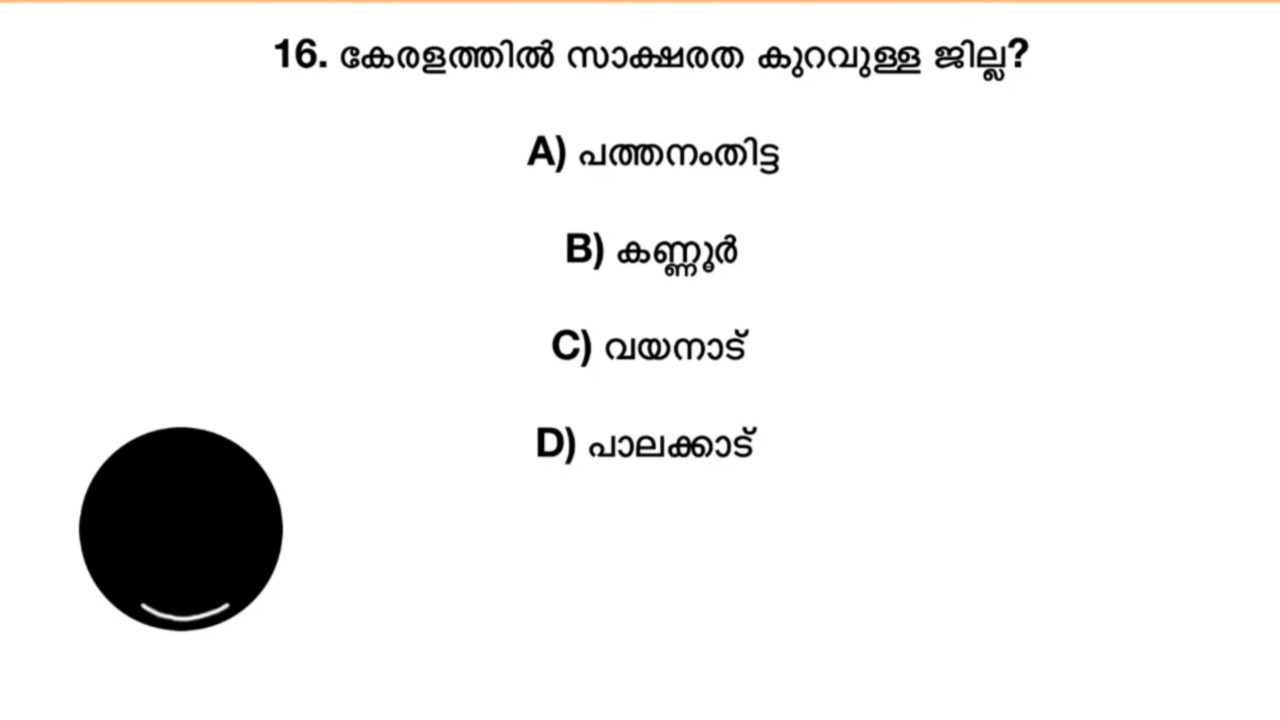 16. കേരളത്തിൽ സാക്ഷരത കുറവുള്ള ജില്ല?
A) പത്തനംതിട്ട
B) കണ്ണൂർ
C) വയനാട്
D) പാലക്കാട്